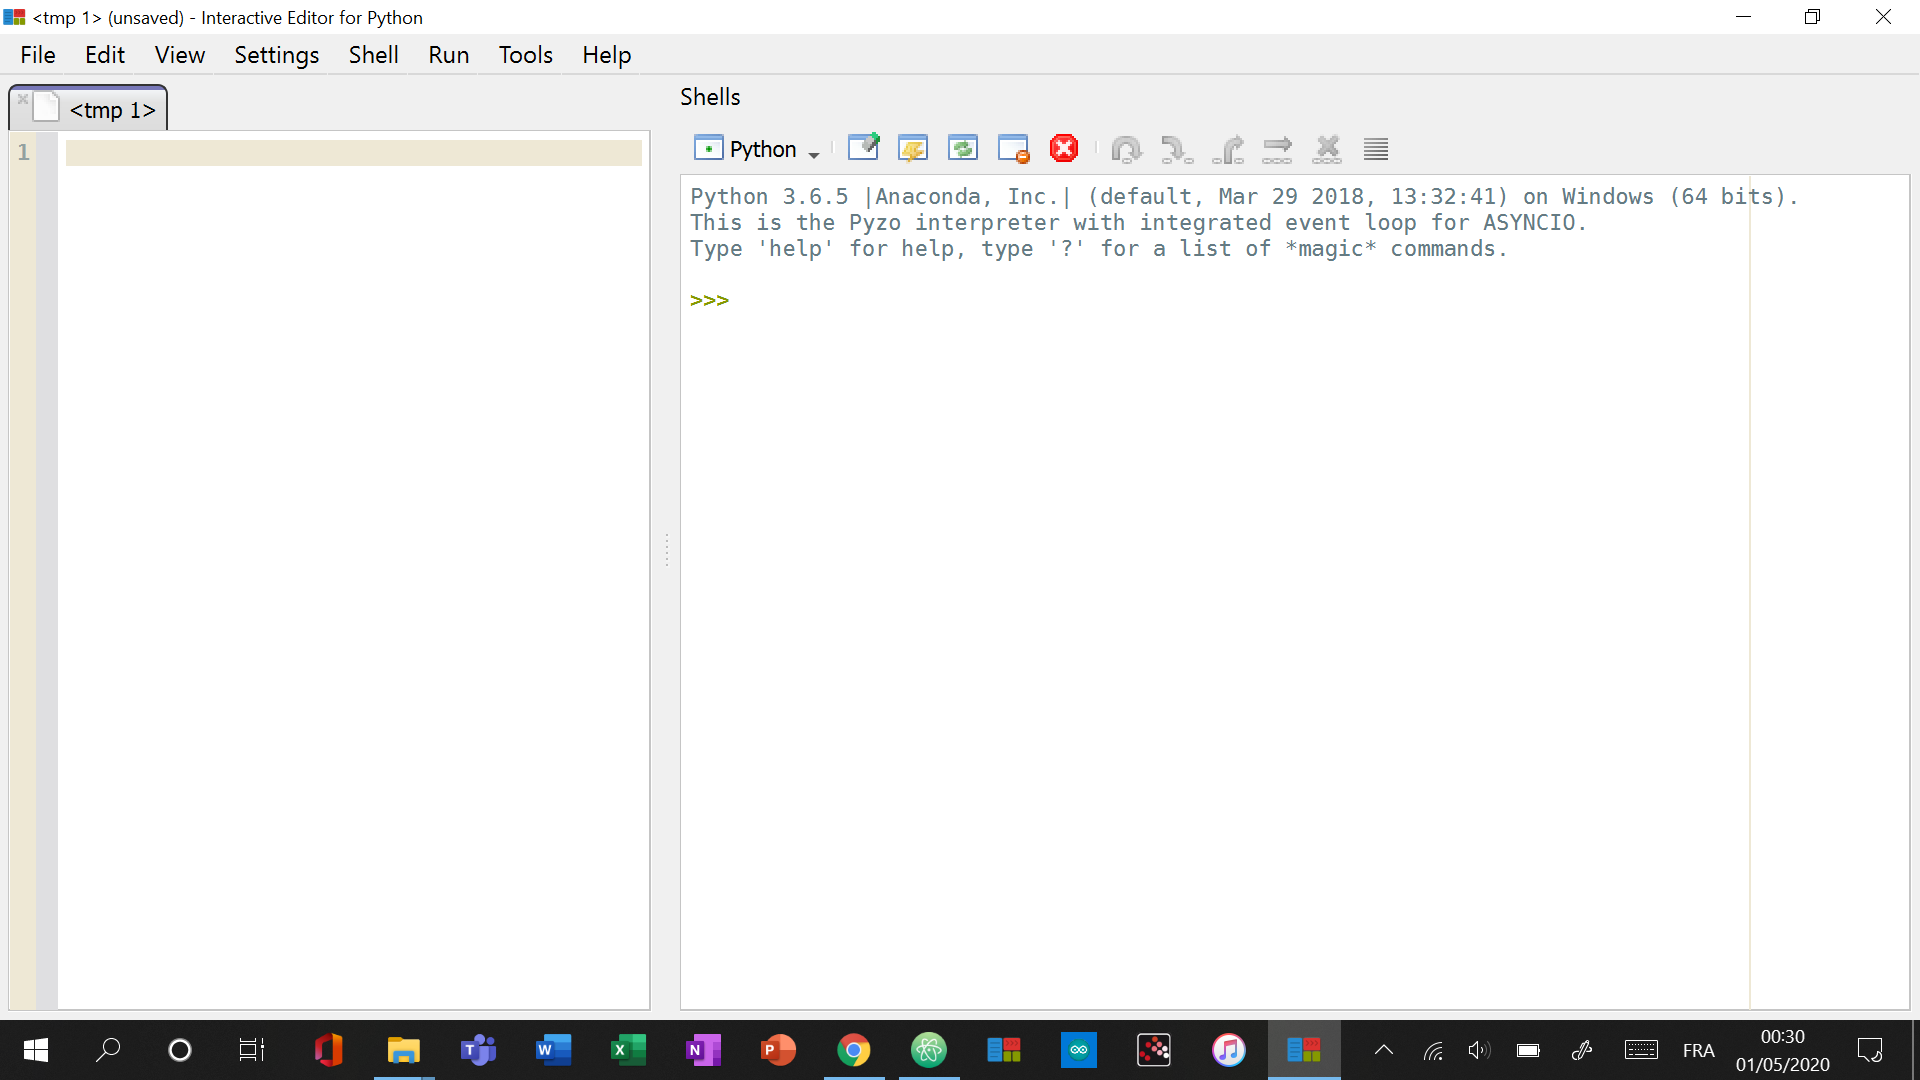 <tmp 1> (unsaved) - Interactive Editor for Python
File Edit View Settings Shell Run Tools Help
<tmp 1>
1
Shells
Python
Python 3.6.5 |Anaconda, Inc.| (default, Mar 29 2018, 13:32:41) on Windows (64 bits).
This is the Pyzo interpreter with integrated event loop for ASYNCIO.
Type 'help' for help, type '?' for a list of *magic* commands.
>>>
FRA
00:30
01/05/2020